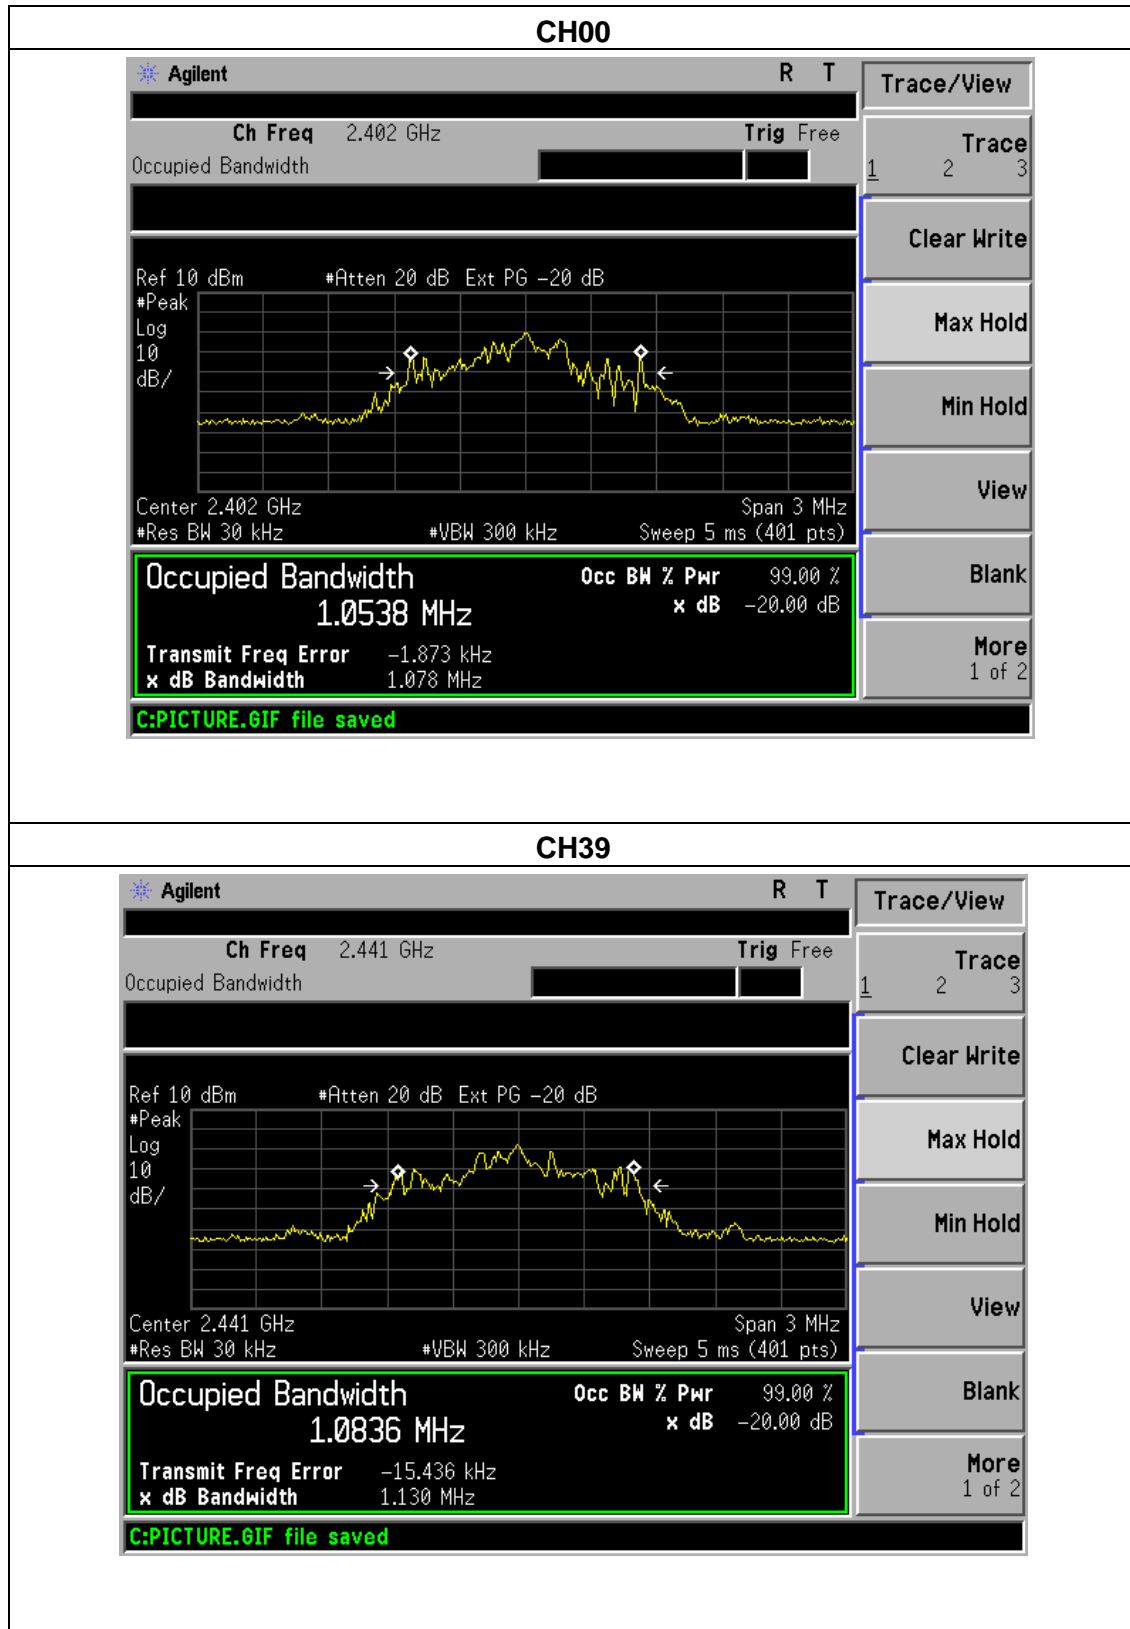 CH00
Agilent R T Trace/View
Ch Freq 2.402 GHz Trig Free
Occupied Bandwidth
Trace
1 2 3
Clear Write
Ref 10 dBm #Atten 20 dB Ext PG -20 dB
#Peak
Log
10
dB/
Max Hold
Min Hold
View
Center 2.402 GHz Span 3 MHz
#Res BW 30 kHz #VBW 300 kHz Sweep 5 ms (401 pts)
Occupied Bandwidth Occ BW % Pwr 99.00 %
1.0538 MHz x dB -20.00 dB
Blank
Transmit Freq Error -1.873 kHz
x dB Bandwidth 1.078 MHz
More
1 of 2
C:PICTURE.GIF file saved
CH39
Agilent R T Trace/View
Ch Freq 2.441 GHz Trig Free
Occupied Bandwidth
Trace
1 2 3
Clear Write
Ref 10 dBm #Atten 20 dB Ext PG -20 dB
#Peak
Log
10
dB/
Max Hold
Min Hold
View
Center 2.441 GHz Span 3 MHz
#Res BW 30 kHz #VBW 300 kHz Sweep 5 ms (401 pts)
Occupied Bandwidth Occ BW % Pwr 99.00 %
1.0836 MHz x dB -20.00 dB
Blank
Transmit Freq Error -15.436 kHz
x dB Bandwidth 1.130 MHz
More
1 of 2
C:PICTURE.GIF file saved